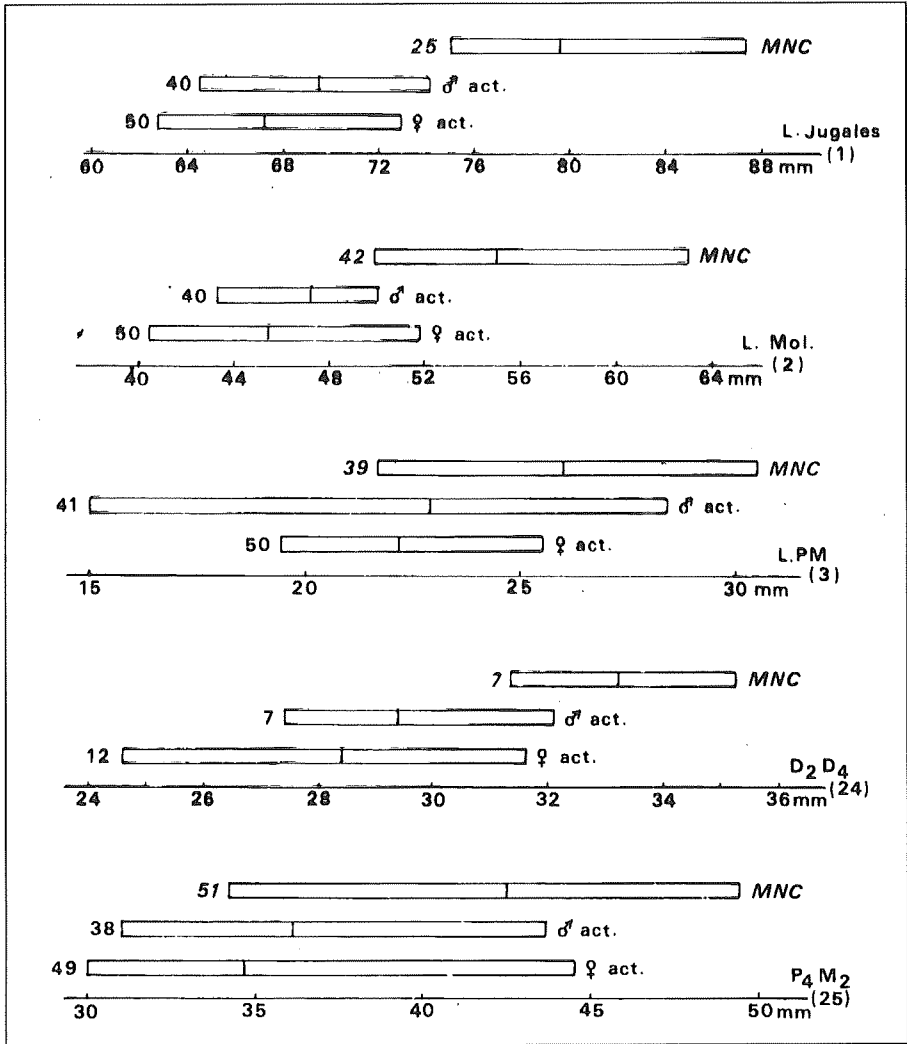 25 MNC
40 ♂ act.
50 ♀ act.
L. Jugales
(1)
60 64 68 72 76 80 84 88 mm
42 MNC
40 ♂ act.
50 ♀ act.
L. Mol.
(2)
40 44 48 52 56 60 64 mm
39 MNC
41 ♂ act.
50 ♀ act.
L.PM
(3)
15 20 25 30 mm
7 MNC
7 ♂ act.
12 ♀ act.
D2 D4
(24)
24 26 28 30 32 34 36 mm
51 MNC
38 ♂ act.
49 ♀ act.
P4 M2
(25)
30 35 40 45 50 mm